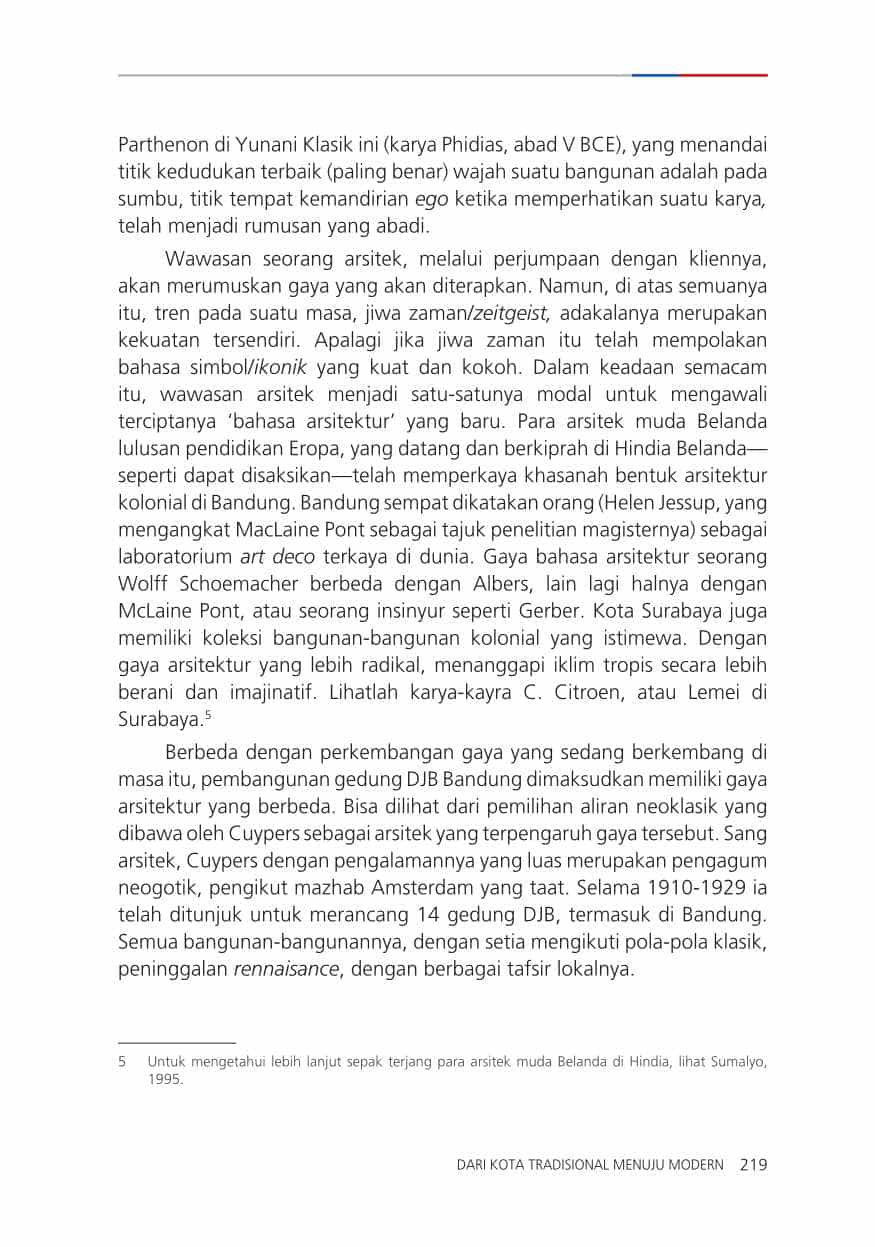 Parthenon di Yunani Klasik ini (karya Phidias, abad V BCE), yang menandai
titik kedudukan terbaik (paling benar) wajah suatu bangunan adalah pada
sumbu, titik tempat kemandirian ego ketika memperhatikan suatu karya,
telah menjadi rumusan yang abadi.
Wawasan seorang arsitek, melalui perjumpaan dengan kliennya,
akan merumuskan gaya yang akan diterapkan. Namun, di atas semuanya
itu, tren pada suatu masa, jiwa zaman/zeitgeist, adakalanya merupakan
kekuatan tersendiri. Apalagi jika jiwa zaman itu telah mempolakan
bahasa simbol/ikonik yang kuat dan kokoh. Dalam keadaan semacam
itu, wawasan arsitek menjadi satu-satunya modal untuk mengawali
terciptanya ‘bahasa arsitektur’ yang baru. Para arsitek muda Belanda
lulusan pendidikan Eropa, yang datang dan berkiprah di Hindia Belanda—
seperti dapat disaksikan—telah memperkaya khasanah bentuk arsitektur
kolonial di Bandung. Bandung sempat dikatakan orang (Helen Jessup, yang
mengangkat MacLaine Pont sebagai tajuk penelitian magisternya) sebagai
laboratorium art deco terkaya di dunia. Gaya bahasa arsitektur seorang
Wolff Schoemacher berbeda dengan Albers, lain lagi halnya dengan
McLaine Pont, atau seorang insinyur seperti Gerber. Kota Surabaya juga
memiliki koleksi bangunan-bangunan kolonial yang istimewa. Dengan
gaya arsitektur yang lebih radikal, menanggapi iklim tropis secara lebih
berani dan imajinatif. Lihatlah karya-kayra C. Citroen, atau Lemei di
Surabaya.5
Berbeda dengan perkembangan gaya yang sedang berkembang di
masa itu, pembangunan gedung DJB Bandung dimaksudkan memiliki gaya
arsitektur yang berbeda. Bisa dilihat dari pemilihan aliran neoklasik yang
dibawa oleh Cuypers sebagai arsitek yang terpengaruh gaya tersebut. Sang
arsitek, Cuypers dengan pengalamannya yang luas merupakan pengagum
neogotik, pengikut mazhab Amsterdam yang taat. Selama 1910-1929 ia
telah ditunjuk untuk merancang 14 gedung DJB, termasuk di Bandung.
Semua bangunan-bangunannya, dengan setia mengikuti pola-pola klasik,
peninggalan rennaisance, dengan berbagai tafsir lokalnya.
5 Untuk mengetahui lebih lanjut sepak terjang para arsitek muda Belanda di Hindia, lihat Sumalyo,
1995.
DARI KOTA TRADISIONAL MENUJU MODERN 219